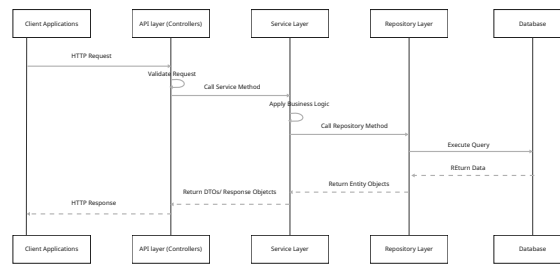 Client Applications
API layer (Controllers)
Service Layer
Repository Layer
Database
HTTP Request
Validate Request
Call Service Method
Apply Business Logic
Call Repository Method
Execute Query
REturn Data
Return Entity Objects
Return DTOs/ Response Objetcts
HTTP Response
Client Applications
API layer (Controllers)
Service Layer
Repository Layer
Database